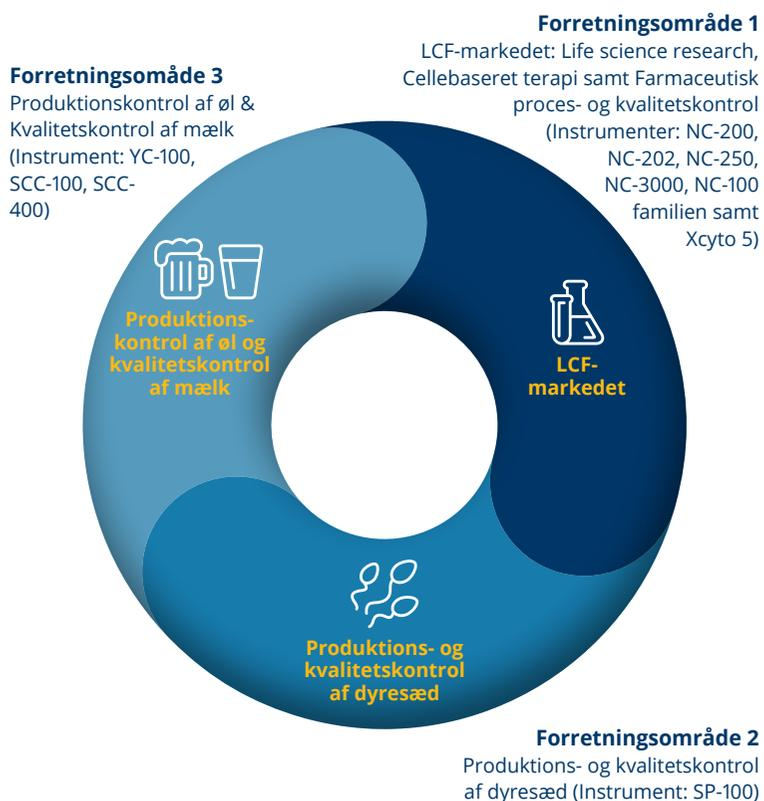 Forretningsområde 1
LCF-markedet: Life science research,
Cellebaseret terapi samt Farmaceutisk
proces- og kvalitetskontrol
(Instrumenter: NC-200,
NC-202, NC-250,
NC-3000, NC-100
familien samt
Xcyto 5)
Forretningsomåde 3
Produktionskontrol af øl &
Kvalitetskontrol af mælk
(Instrument: YC-100,
SCC-100, SCC-
400)
Produktions-
kontrol af øl og
kvalitetskontrol
af mælk
LCF-
markedet
Produktions- og
kvalitetskontrol
af dyresæd
Forretningsområde 2
Produktions- og kvalitetskontrol
af dyresæd (Instrument: SP-100)